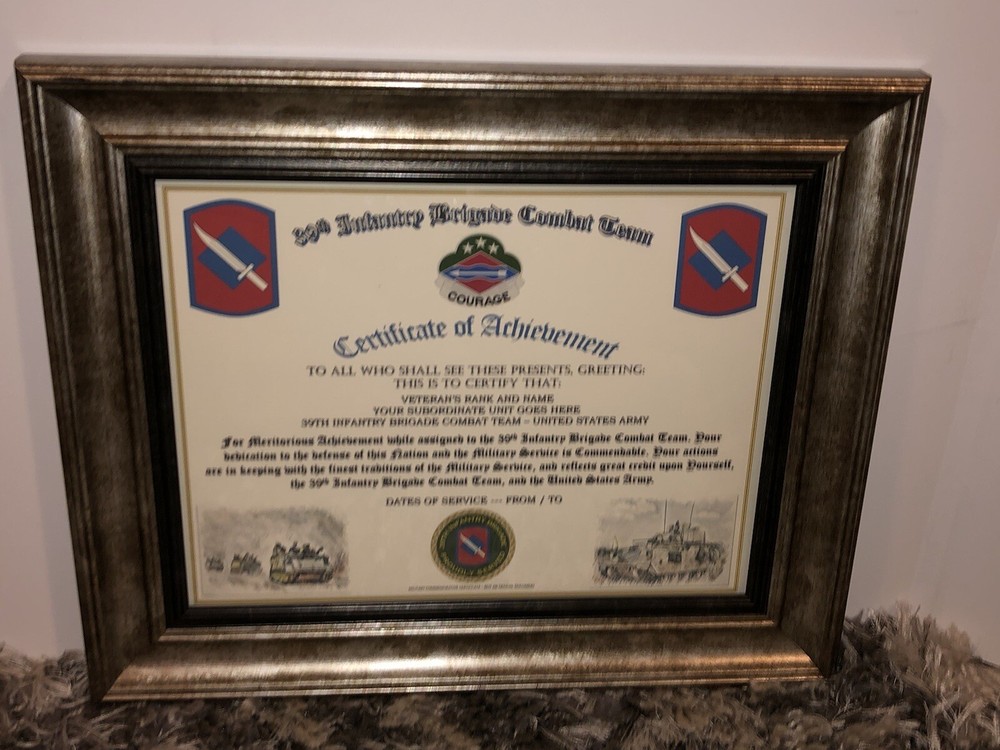 39th Infantry Brigade Combat Team
COURAGE
Certificate of Achievement
TO ALL WHO SHALL SEE THESE PRESENTS, GREETING:
THIS IS TO CERTIFY THAT:
VETERAN'S RANK AND NAME
YOUR SUBORDINATE UNIT GOES HERE
39TH INFANTRY BRIGADE COMBAT TEAM – UNITED STATES ARMY
For Meritorious Achievement while assigned to the 39th Infantry Brigade Combat Team. Your
dedication to the defense of this Nation and the Military Service is Commendable. Your actions
are in keeping with the finest traditions of the Military Service, and reflects great credit upon Yourself,
the 39th Infantry Brigade Combat Team, and the United States Army.
DATES OF SERVICE --- FROM / TO